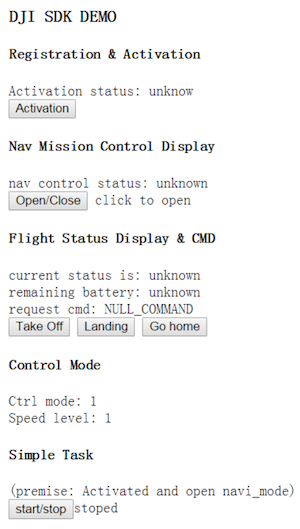 DJI SDK DEMO
Registration & Activation
Activation status: unknow
Activation
Nav Mission Control Display
nav control status: unknown
Open/Close click to open
Flight Status Display & CMD
current status is: unknown
remaining battery: unknown
request cmd: NULL_COMMAND
Take Off Landing Go home
Control Mode
Ctrl mode: 1
Speed level: 1
Simple Task
(premise: Activated and open navi_mode)
start/stop stoped